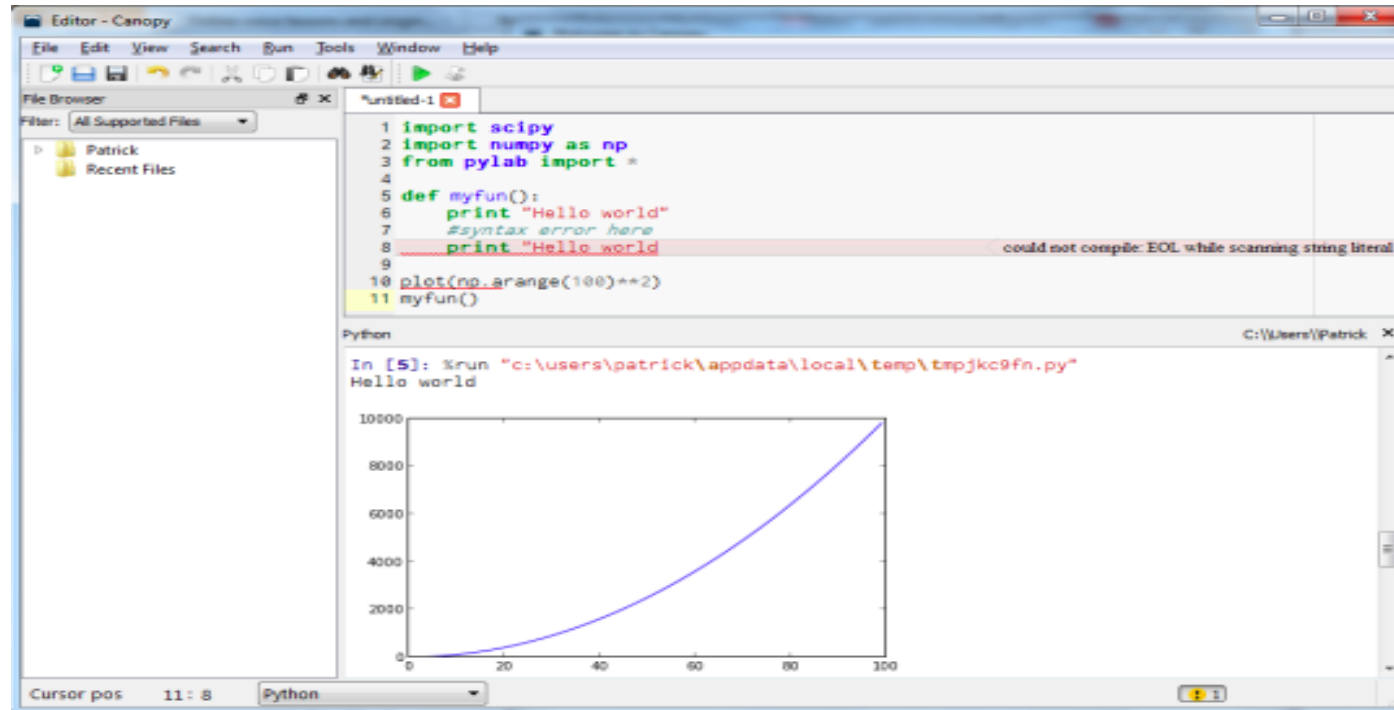 Editor - Canopy
File Edit View Search Run Tools Window Help
File Browser
Filter: All Supported Files
Patrick
Recent Files
*untitled-1
1 import scipy
2 import numpy as np
3 from pylab import *
4
5 def myfun():
6 print "Hello world"
7 #syntax error here
8 print "Hello world could not compile: EOL while scanning string literal
9
10 plot(np.arange(100)**2)
11 myfun()
Python C:\\Users\\Patrick
In [5]: %run "c:\users\patrick\appdata\local\temp\tmpjkc9fn.py"
Hello world
10000
8000
6000
4000
2000
0
0 20 40 60 80 100
Cursor pos 11: 8 Python 1